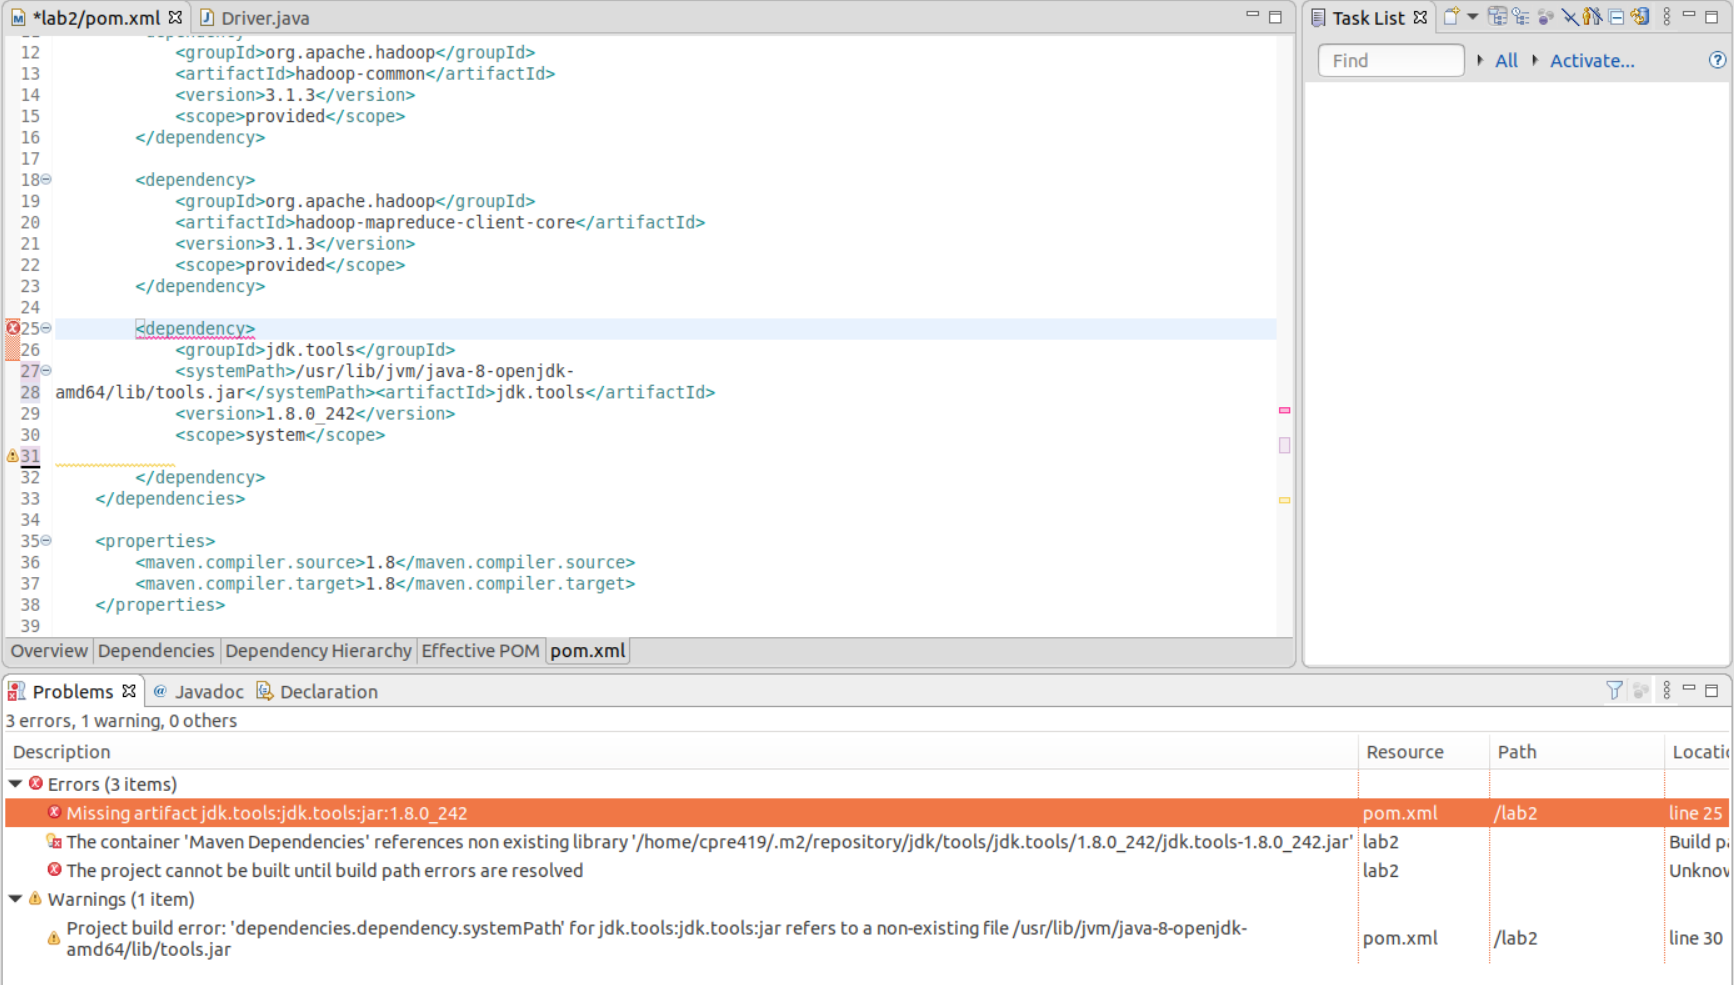 *lab2/pom.xml
Driver.java
12 <groupId>org.apache.hadoop</groupId>
13 <artifactId>hadoop-common</artifactId>
14 <version>3.1.3</version>
15 <scope>provided</scope>
16 </dependency>
17
18 <dependency>
19 <groupId>org.apache.hadoop</groupId>
20 <artifactId>hadoop-mapreduce-client-core</artifactId>
21 <version>3.1.3</version>
22 <scope>provided</scope>
23 </dependency>
24
25 <dependency>
26 <groupId>jdk.tools</groupId>
27 <systemPath>/usr/lib/jvm/java-8-openjdk-
28 amd64/lib/tools.jar</systemPath><artifactId>jdk.tools</artifactId>
29 <version>1.8.0_242</version>
30 <scope>system</scope>
31
32 </dependency>
33 </dependencies>
34
35 <properties>
36 <maven.compiler.source>1.8</maven.compiler.source>
37 <maven.compiler.target>1.8</maven.compiler.target>
38 </properties>
39
Overview Dependencies Dependency Hierarchy Effective POM pom.xml
Task List
Find All Activate...
Problems Javadoc Declaration
3 errors, 1 warning, 0 others
Description Resource Path Locatio
Errors (3 items)
Missing artifact jdk.tools:jdk.tools:jar:1.8.0_242 pom.xml /lab2 line 25
The container 'Maven Dependencies' references non existing library '/home/cpre419/.m2/repository/jdk/tools/jdk.tools/1.8.0_242/jdk.tools-1.8.0_242.jar' lab2 Build pa
The project cannot be built until build path errors are resolved lab2 Unknow
Warnings (1 item)
Project build error: 'dependencies.dependency.systemPath' for jdk.tools:jdk.tools:jar refers to a non-existing file /usr/lib/jvm/java-8-openjdk-
amd64/lib/tools.jar pom.xml /lab2 line 30